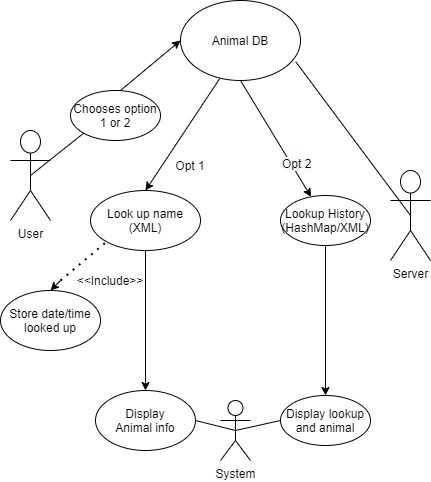 Animal DB
Chooses option
1 or 2
Opt 1
Opt 2
User
Look up name
(XML)
Lookup History
(HashMap/XML)
Server
<<Include>>
Store date/time
looked up
Display
Animal info
Display lookup
and animal
System